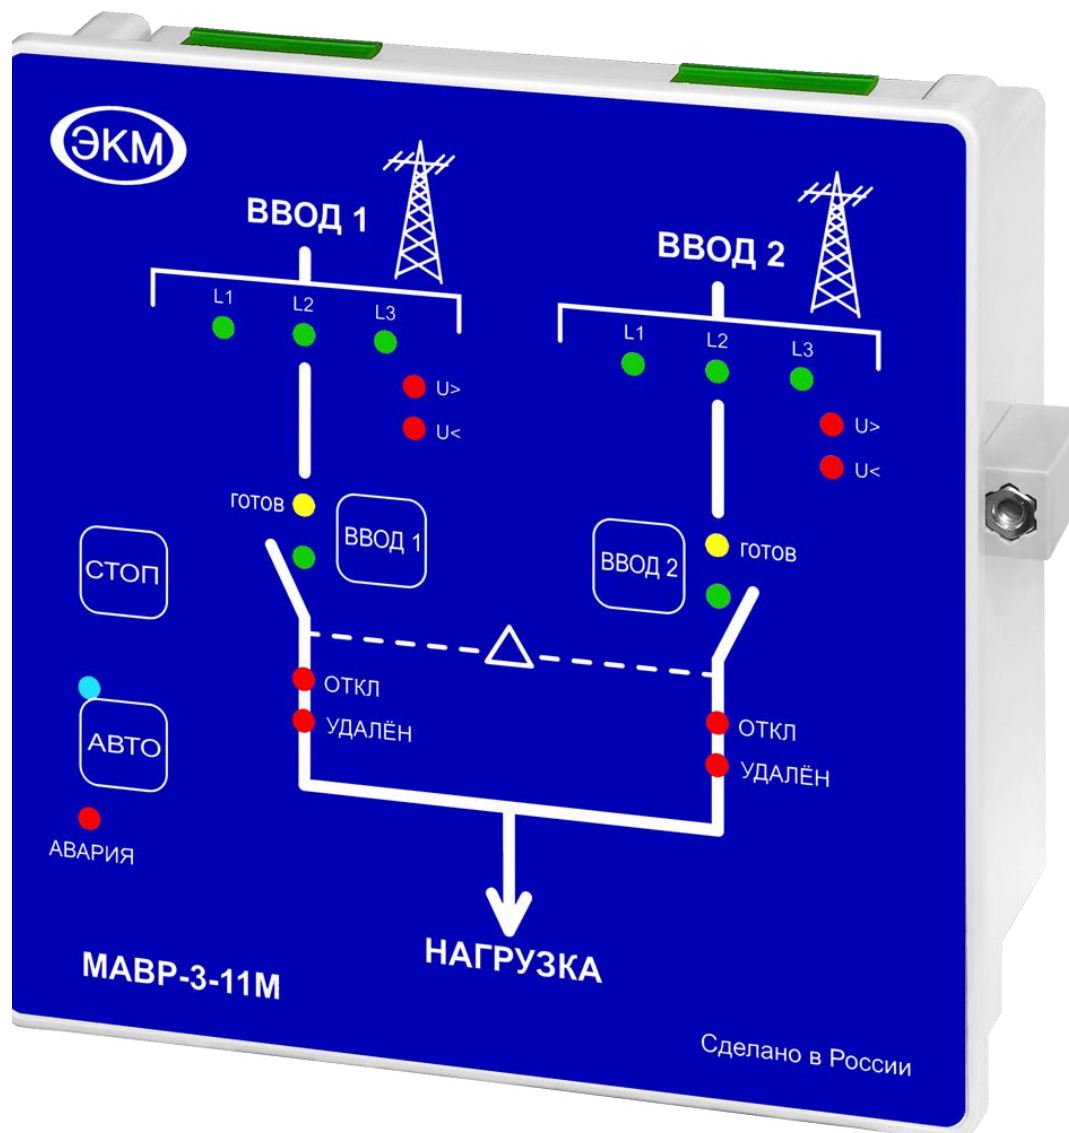 ЭКМ
ВВОД 1
L1 L2 L3
U>
U<
ГОТОВ
ВВОД 1
ВВОД 2
L1 L2 L3
U>
U<
ВВОД 2
ГОТОВ
СТОП
АВТО
АВАРИЯ
ОТКЛ
УДАЛЁН
ОТКЛ
УДАЛЁН
НАГРУЗКА
МАВР-3-11М
Сделано в России